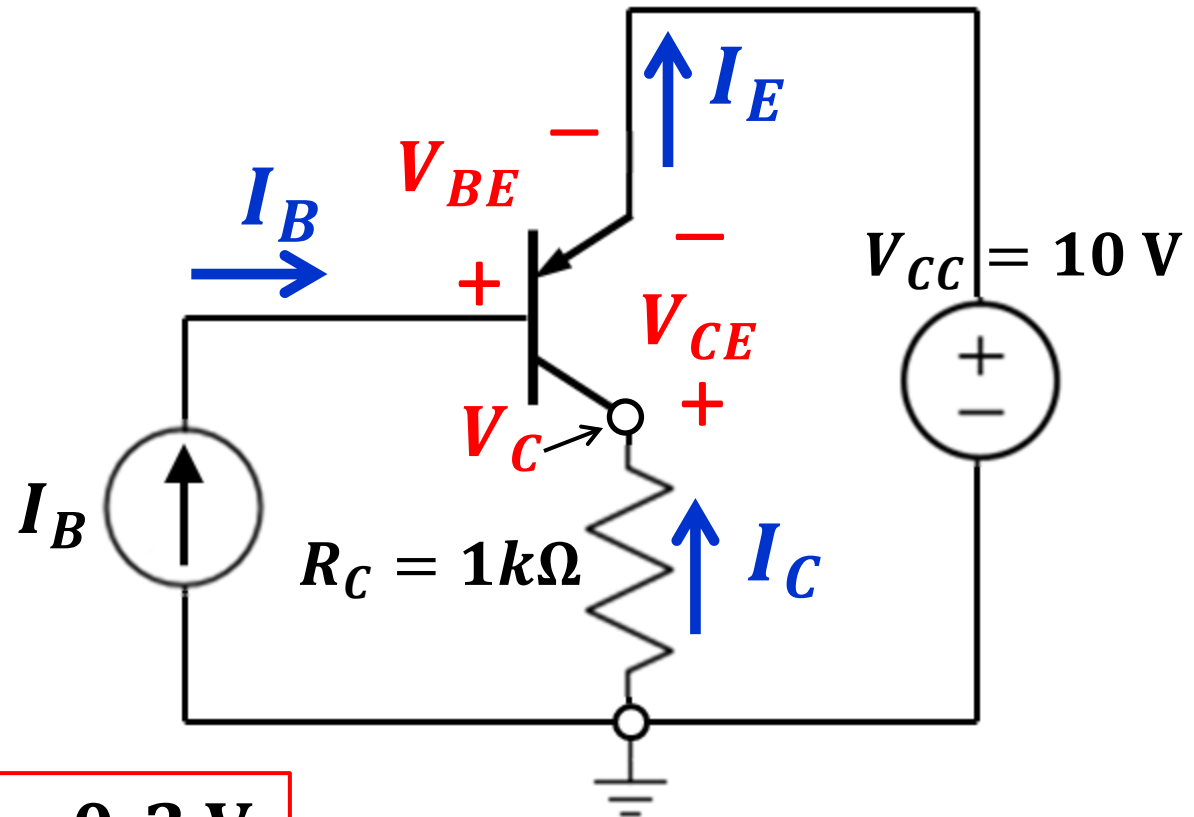 I_E
−
V_BE
I_B
−
V_CC = 10 V
+
V_CE
+
+
−
V_C
I_B
R_C = 1kΩ
I_C